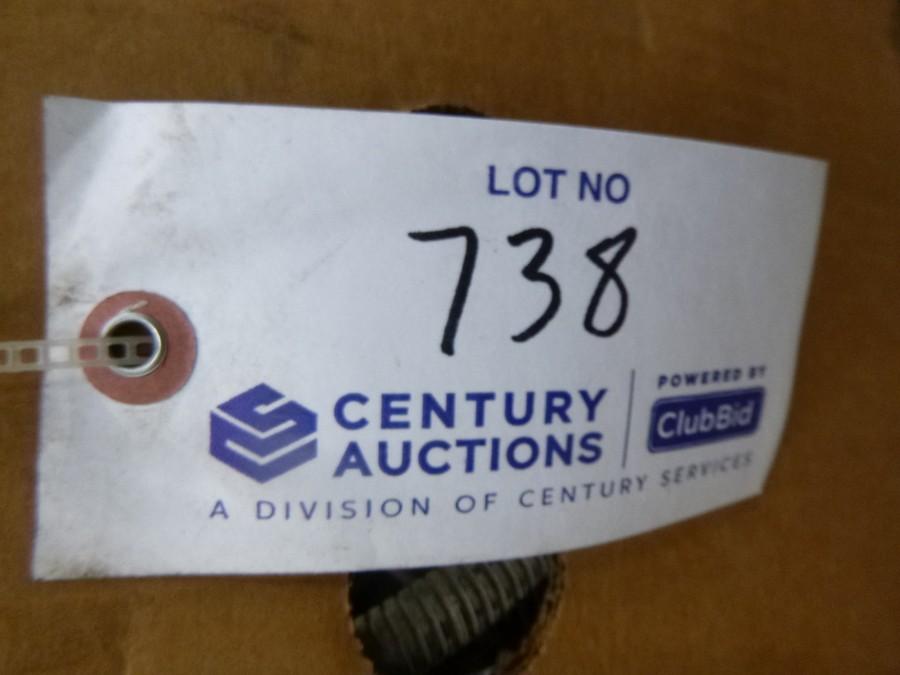 LOT NO
738
CENTURY
AUCTIONS
POWERED BY
ClubBid
A DIVISION OF CENTURY SERVICES